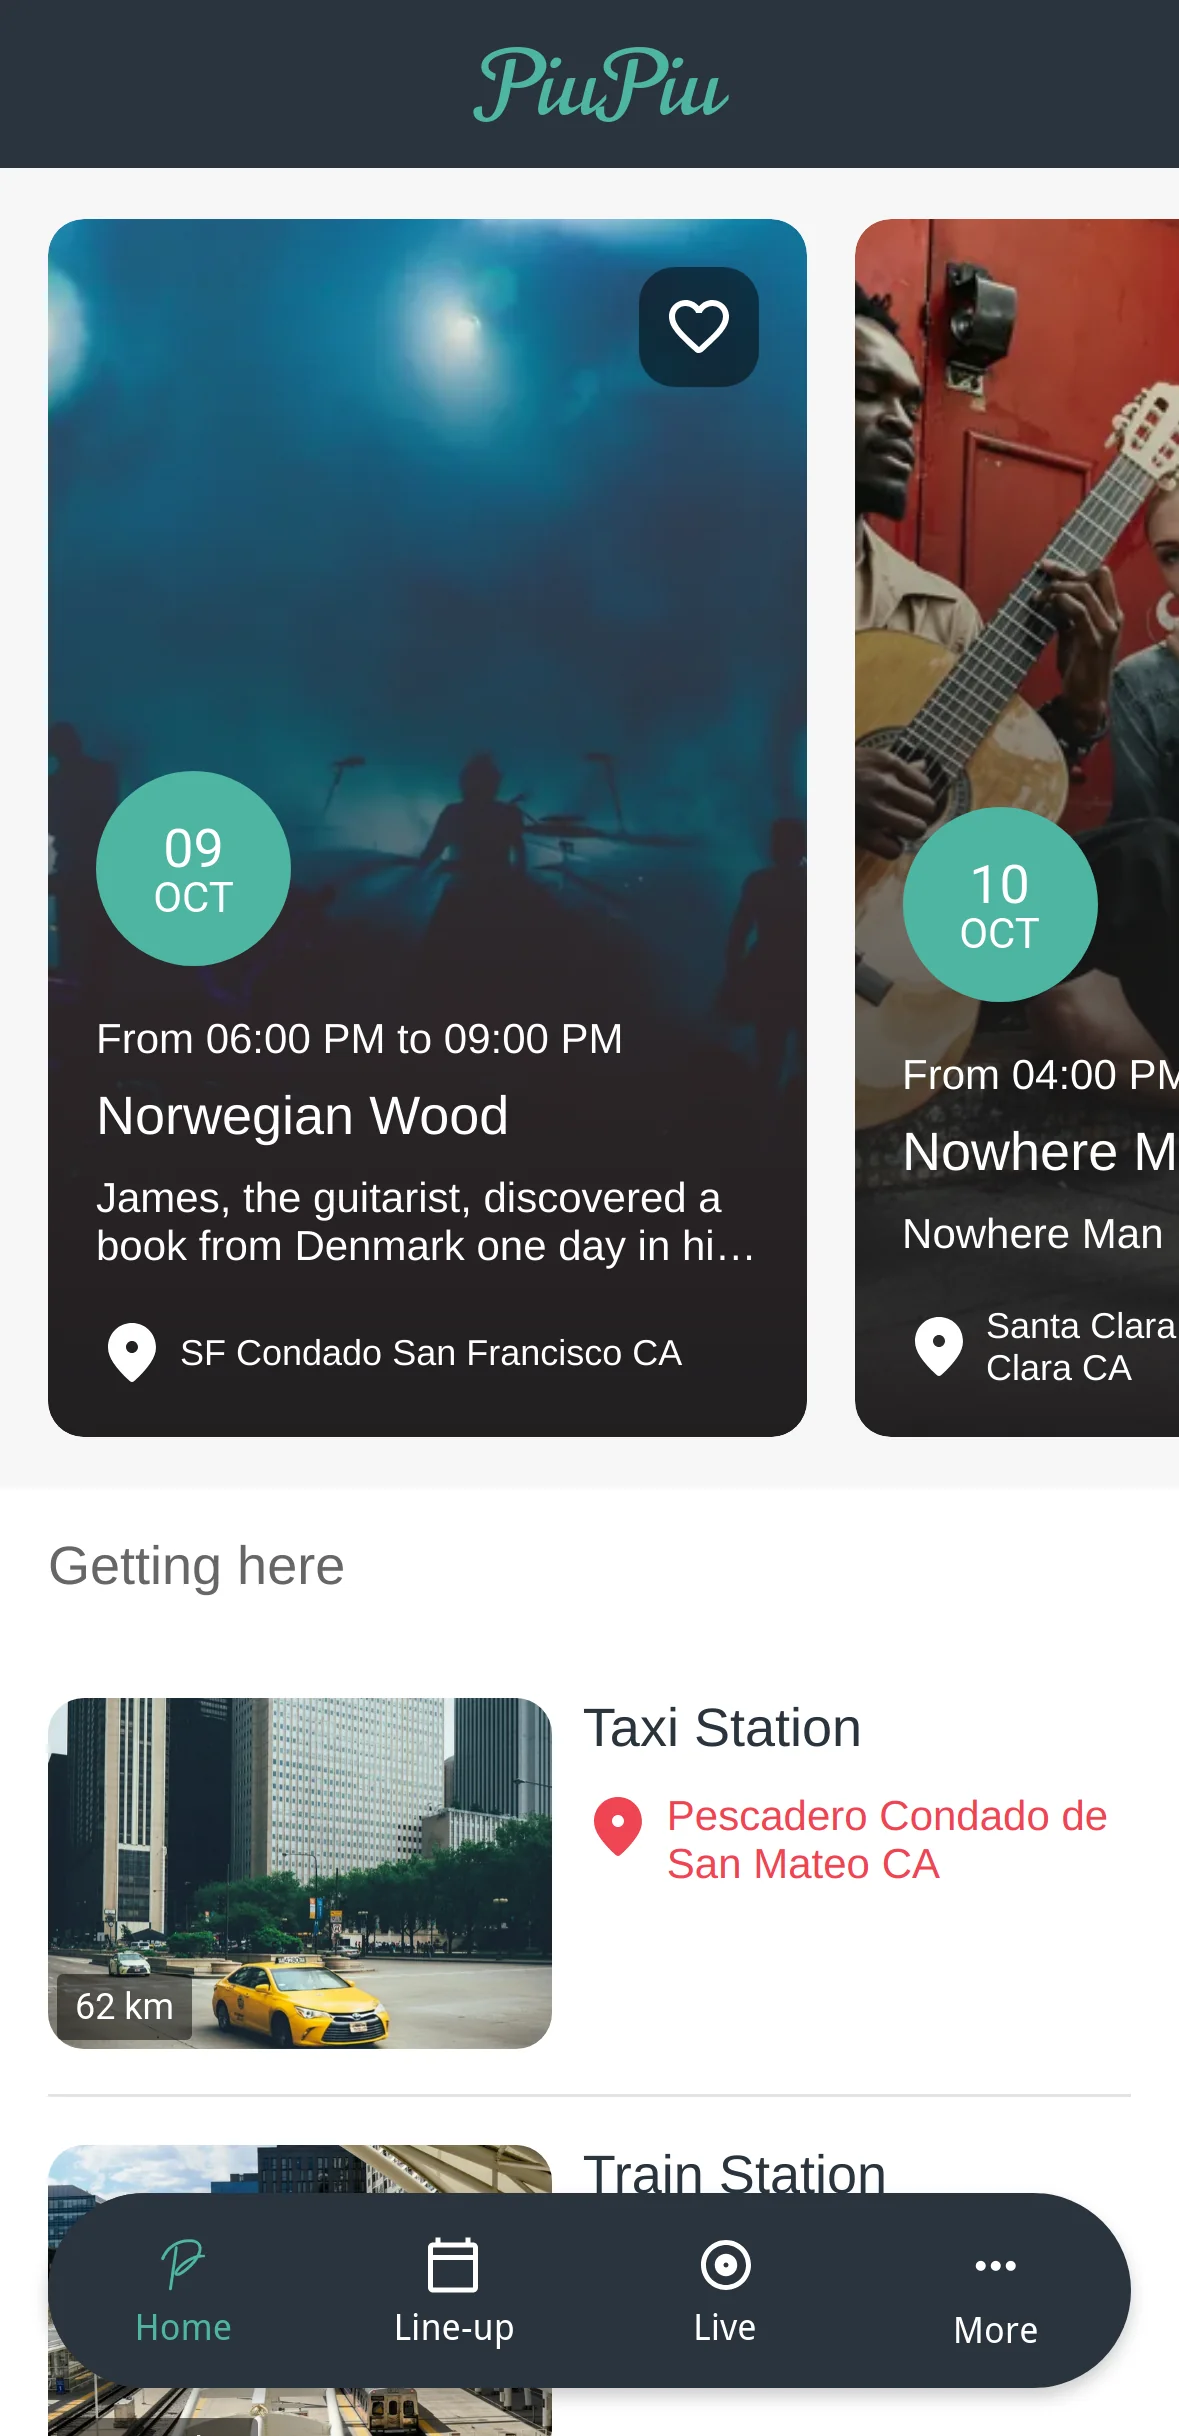 PiuPiu
09
OCT
From 06:00 PM to 09:00 PM
Norwegian Wood
James, the guitarist, discovered a
book from Denmark one day in hi…
SF Condado San Francisco CA
10
OCT
From 04:00 PM
Nowhere M
Nowhere Man
Santa Clara
Clara CA
Getting here
Taxi Station
Pescadero Condado de
San Mateo CA
62 km
Train Station
Home
Line-up
Live
More